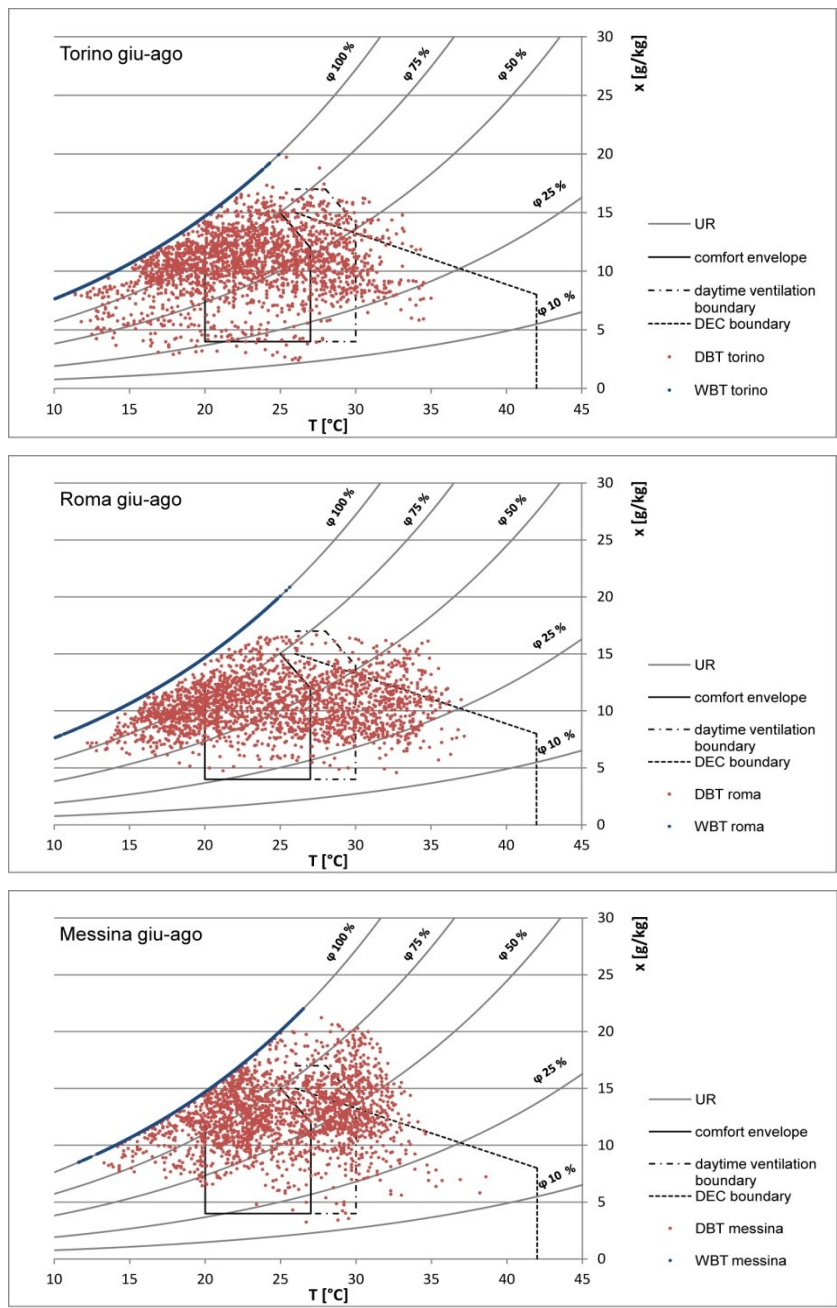 Torino giu-ago
φ 100 %
φ 75 %
φ 50 %
φ 25 %
φ 10 %
x [g/kg]
30
25
20
15
10
5
0
10 15 20 25 30 35 40 45
T [°C]
UR
comfort envelope
daytime ventilation
boundary
DEC boundary
DBT torino
WBT torino
Roma giu-ago
φ 100 %
φ 75 %
φ 50 %
φ 25 %
φ 10 %
x [g/kg]
30
25
20
15
10
5
0
10 15 20 25 30 35 40 45
T [°C]
UR
comfort envelope
daytime ventilation
boundary
DEC boundary
DBT roma
WBT roma
Messina giu-ago
φ 100 %
φ 75 %
φ 50 %
φ 25 %
φ 10 %
x [g/kg]
30
25
20
15
10
5
0
10 15 20 25 30 35 40 45
T [°C]
UR
comfort envelope
daytime ventilation
boundary
DEC boundary
DBT messina
WBT messina